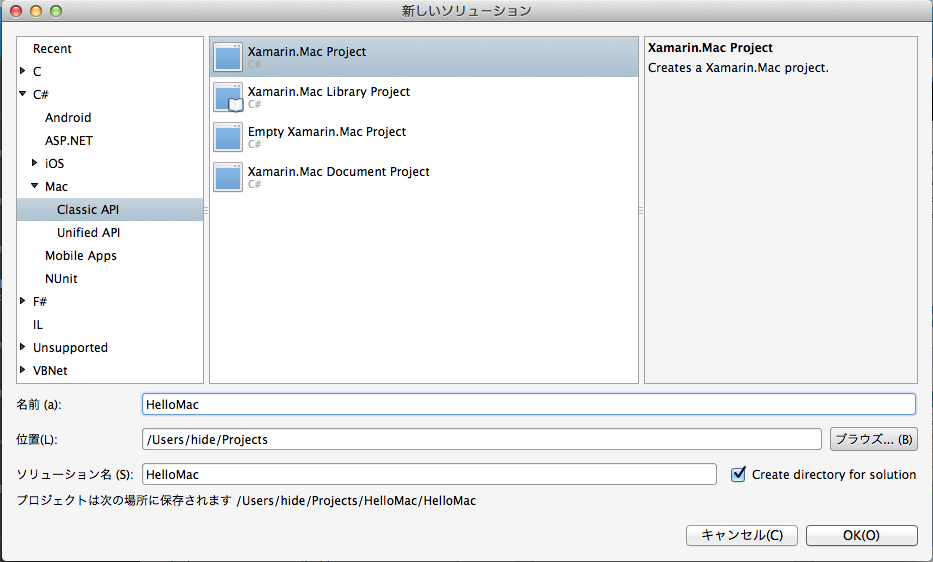 新しいソリューション
Recent
C
C#
Android
ASP.NET
iOS
Mac
Classic API
Unified API
Mobile Apps
NUnit
F#
IL
Unsupported
VBNet
Xamarin.Mac Project
C#
Xamarin.Mac Library Project
C#
Empty Xamarin.Mac Project
C#
Xamarin.Mac Document Project
C#
Xamarin.Mac Project
Creates a Xamarin.Mac project.
名前 (a): HelloMac
位置(L): /Users/hide/Projects ブラウズ... (B)
ソリューション名 (S): HelloMac Create directory for solution
プロジェクトは次の場所に保存されます /Users/hide/Projects/HelloMac/HelloMac
キャンセル(C) OK(O)